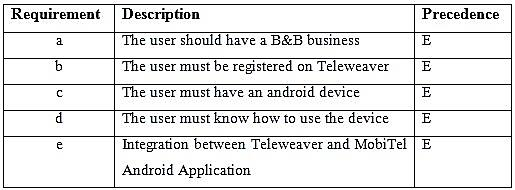 Requirement Description Precedence
a The user should have a B&B business E
b The user must be registered on Teleweaver E
c The user must have an android device E
d The user must know how to use the device E
e Integration between Teleweaver and MobiTel E
Android Application